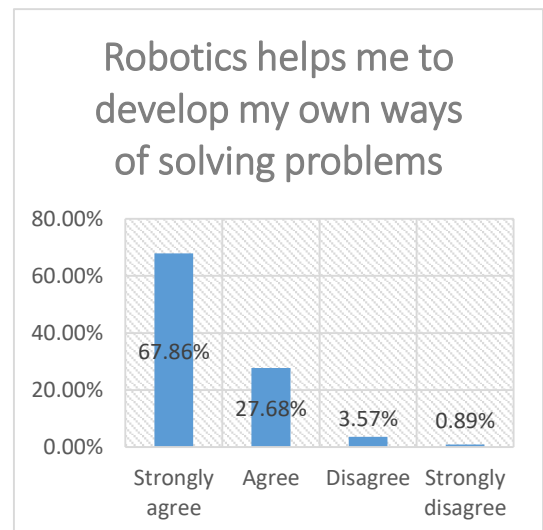 Robotics helps me to
develop my own ways
of solving problems
80.00%
60.00%
40.00%
20.00%
0.00%
67.86%
27.68%
3.57%
0.89%
Strongly
agree
Agree
Disagree
Strongly
disagree